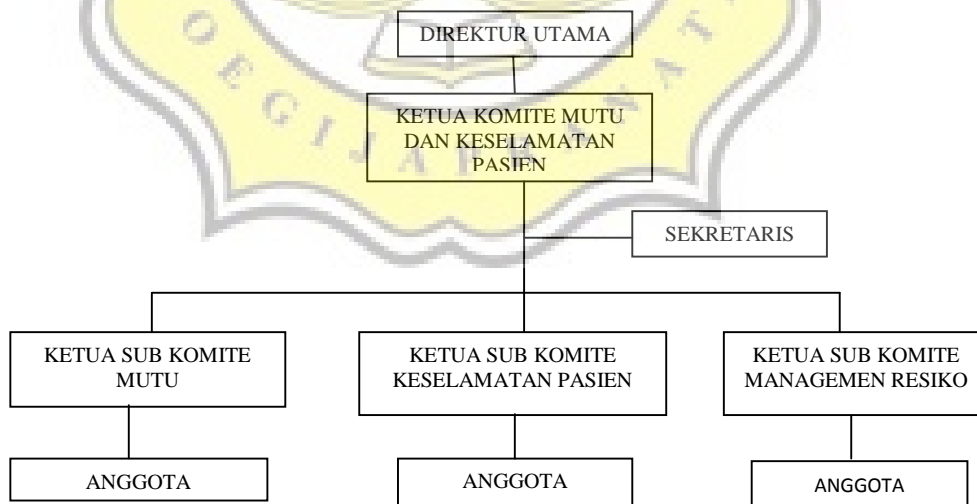 DIREKTUR UTAMA
KETUA KOMITE MUTU
DAN KESELAMATAN
PASIEN
SEKRETARIS
KETUA SUB KOMITE
MUTU
KETUA SUB KOMITE
KESELAMATAN PASIEN
KETUA SUB KOMITE
MANAGEMEN RESIKO
ANGGOTA
ANGGOTA
ANGGOTA